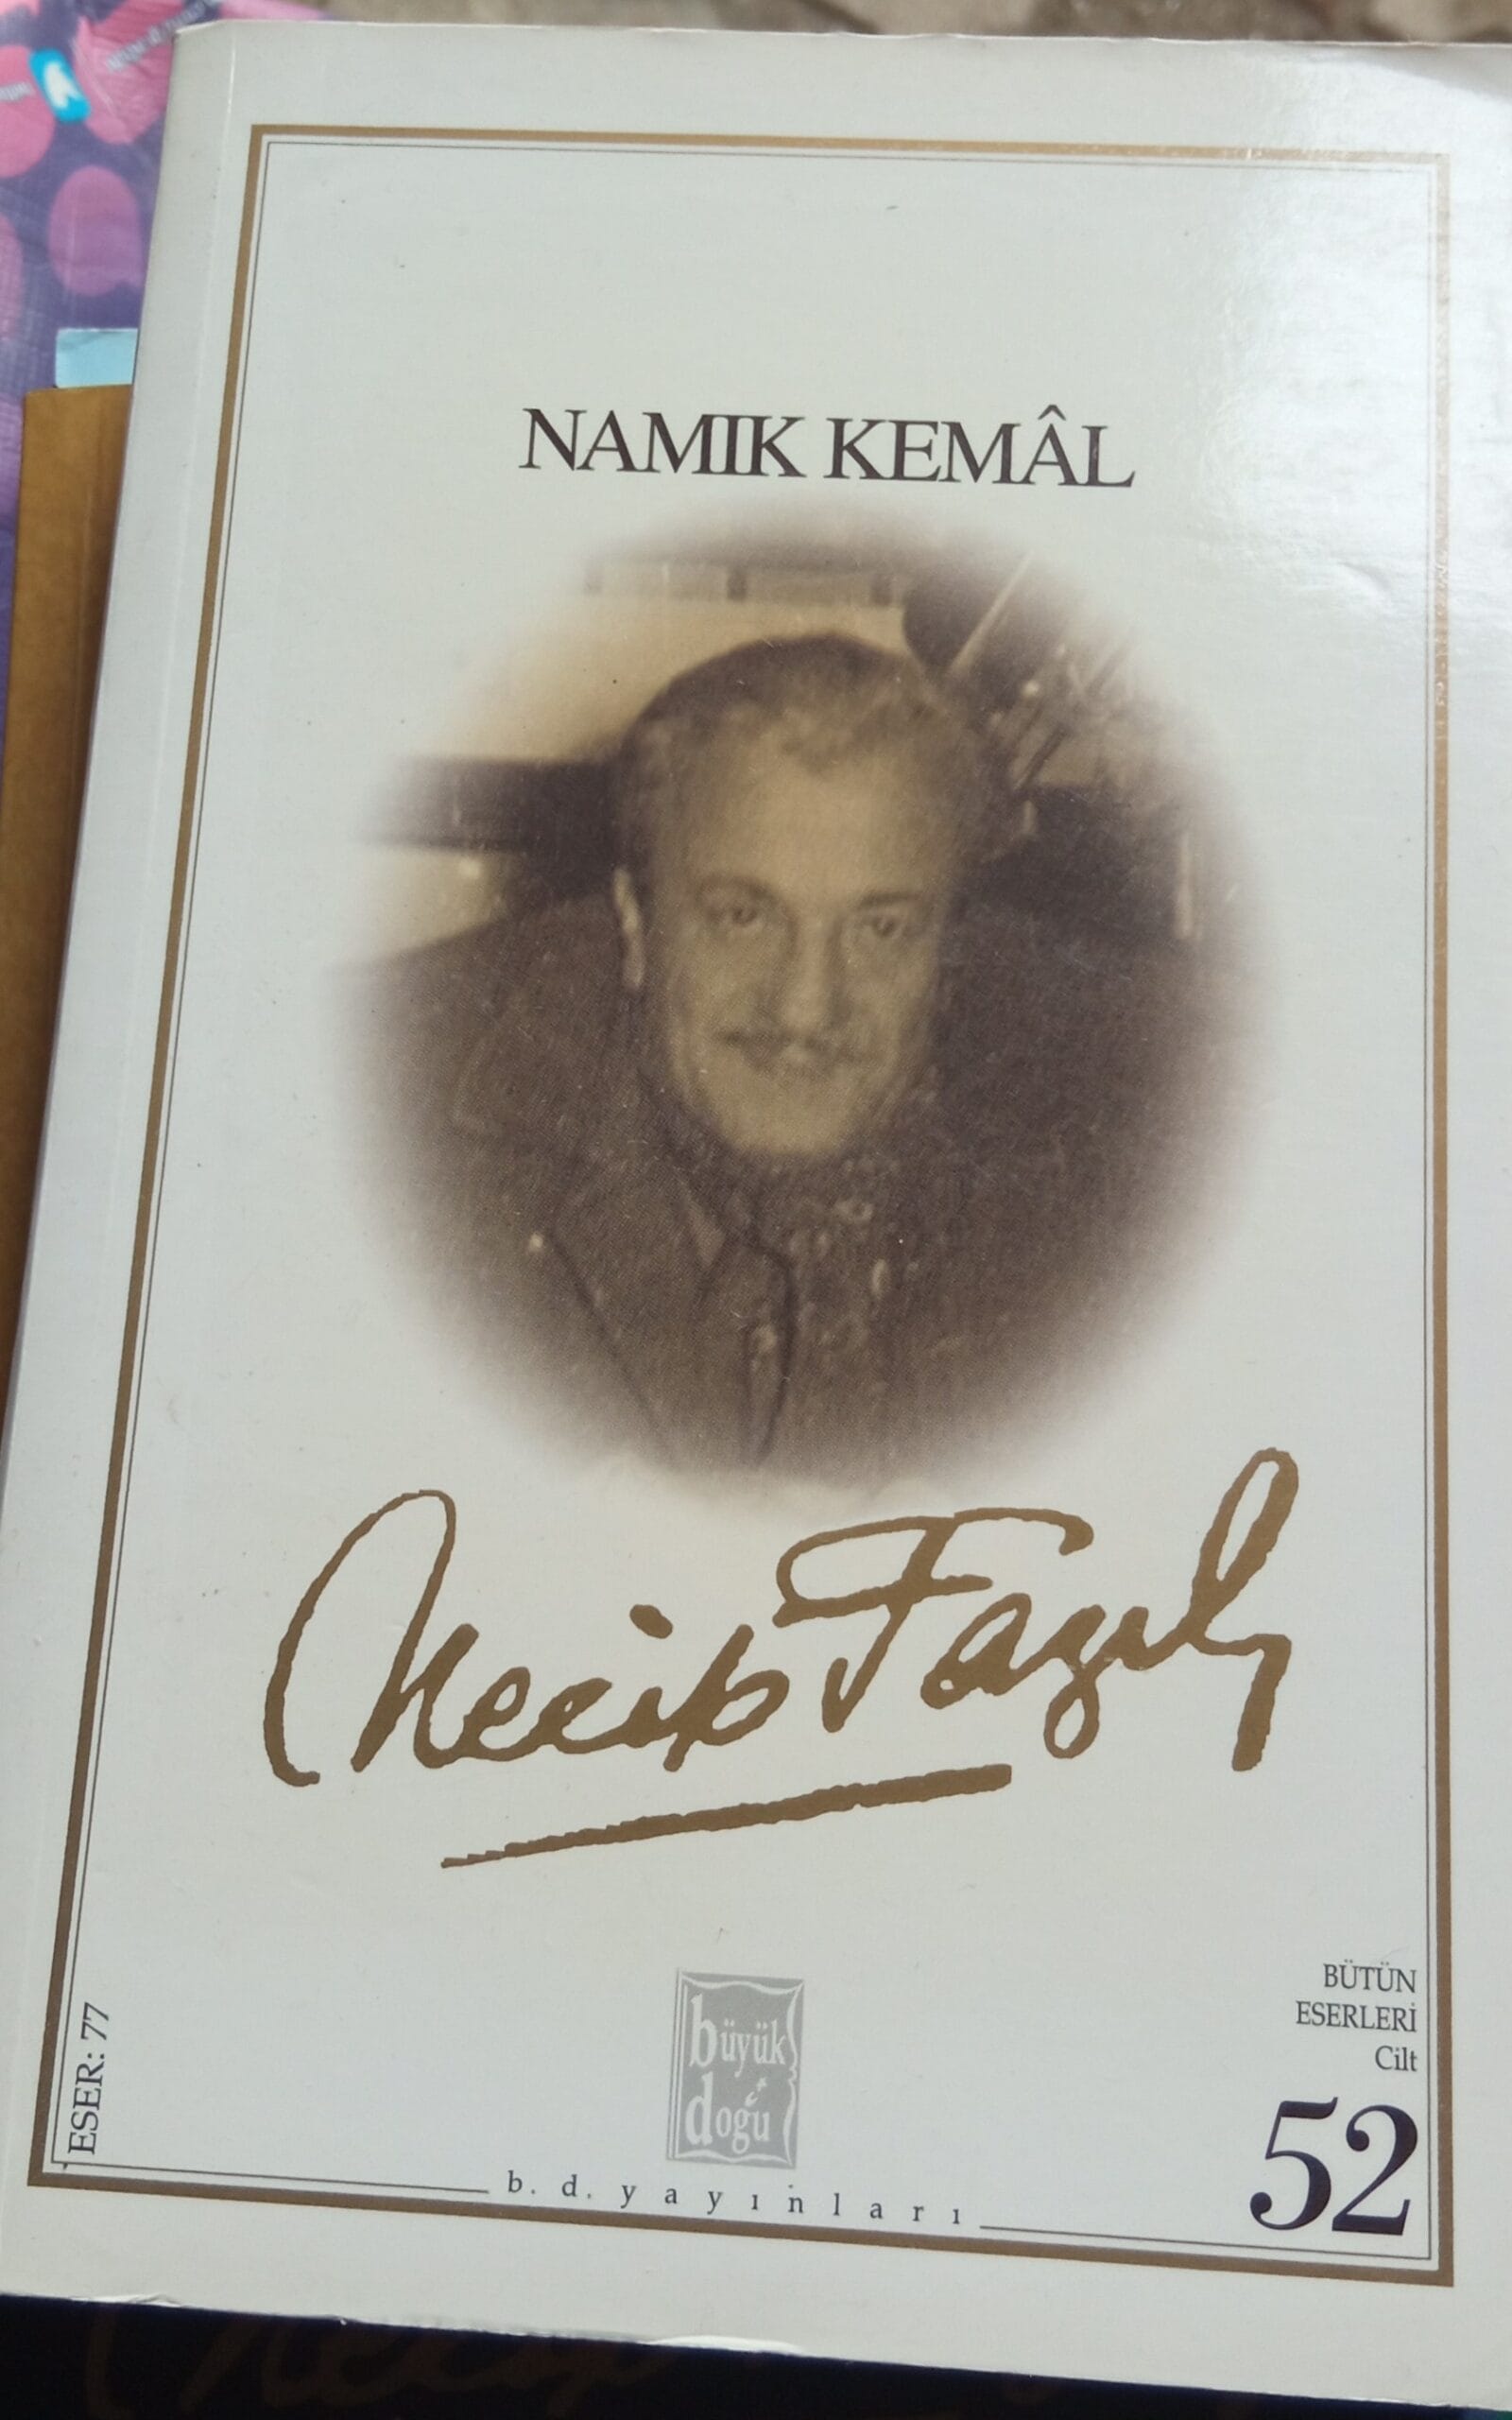 NAMIK KEMÂL
Necip Fazıl
büyük
doğu
b. d. yayınları
ESER: 77
BÜTÜN
ESERLERİ
Cilt
52